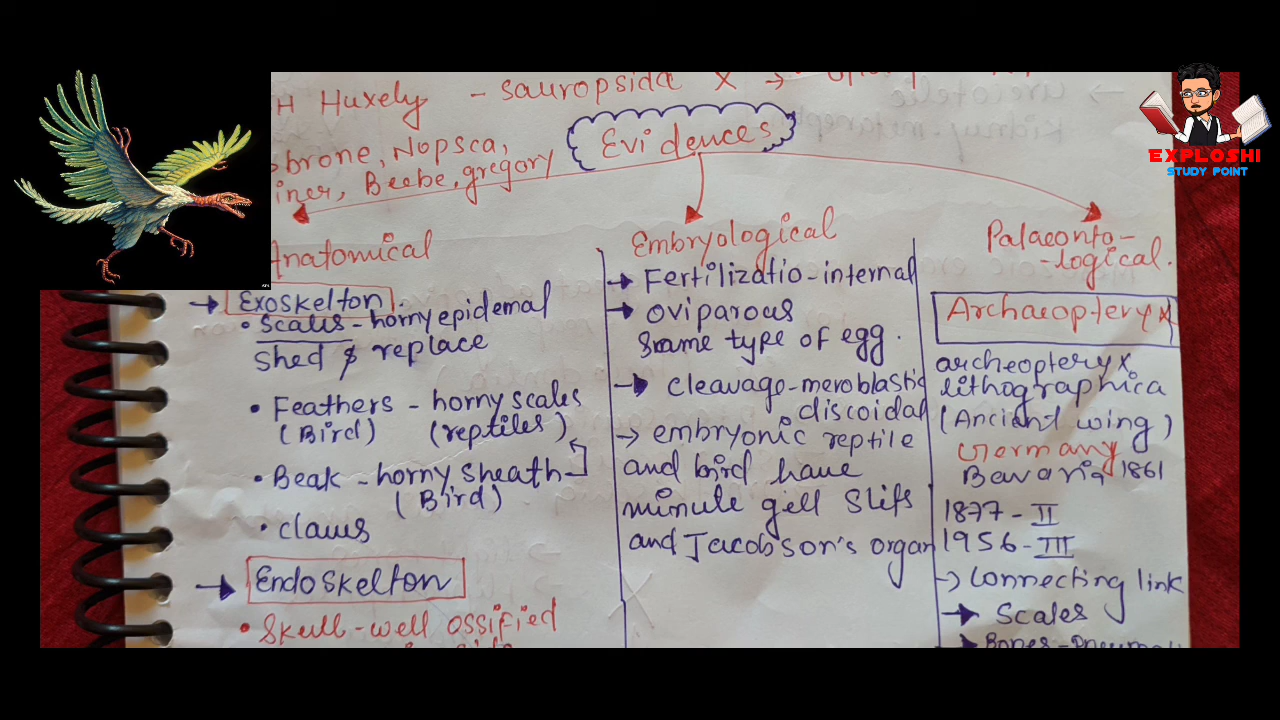 H Huxely - Sauropsida X →
Evidences
Nopsca,
Beebe, gregory
Anatomical
→ Exoskelton.
• Scales - horny epidemal
shed & replace
• Feathers - horny scales
(Bird) (reptiles)
• Beak - horny sheath
(Bird)
• claws
→ Endoskelton
• Skull - well ossified
Embryological
→ Fertilizatio - internal
→ oviparous
same type of egg.
→ cleavage - meroblastic
discoidal
→ embryonic reptile
and bird have
minute gill slits
and Jacobson's organ
Palaeonto-
-logical.
Archaeopteryx
archeopteryx
lithographica
(Anciant wing)
Germany
Bavaria 1861
1877 - II
1956 - III
→ Connecting link
→ Scales
→ Bones -
EXPLOSHI
STUDY POINT